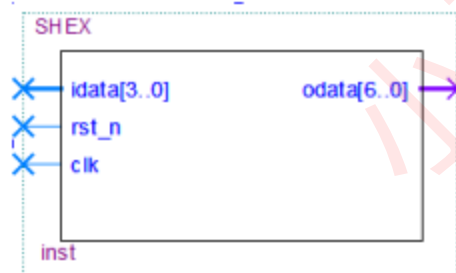 SHEX
idata[3..0] odata[6..0]
rst_n
clk
inst